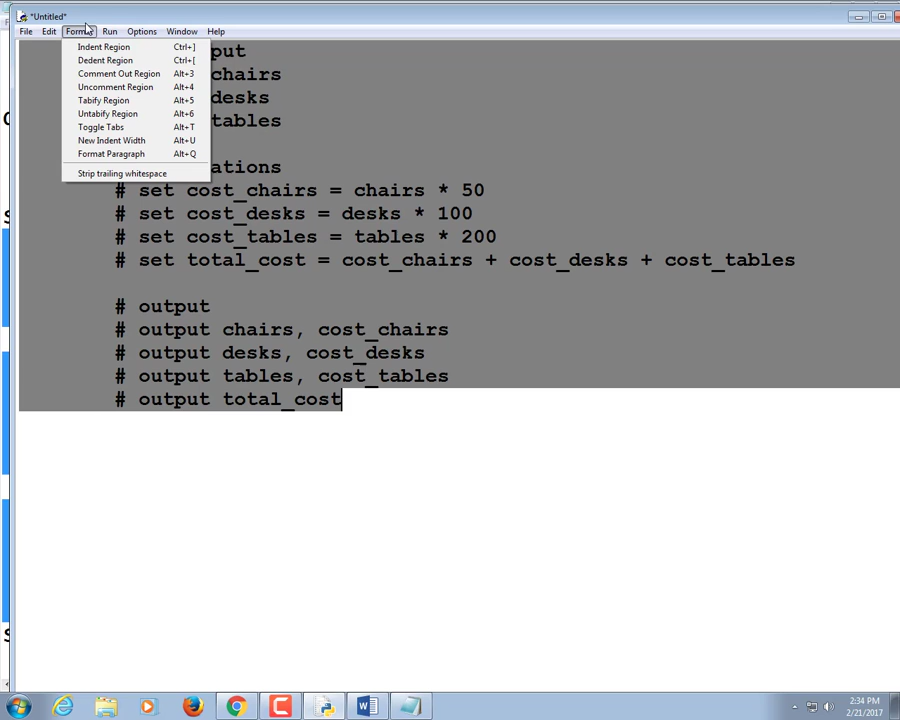 *Untitled*
File Edit Format Run Options Window Help
Indent Region Ctrl+]
Dedent Region Ctrl+[
Comment Out Region Alt+3
Uncomment Region Alt+4
Tabify Region Alt+5
Untabify Region Alt+6
Toggle Tabs Alt+T
New Indent Width Alt+U
Format Paragraph Alt+Q
Strip trailing whitespace
put
chairs
desks
tables
ations
# set cost_chairs = chairs * 50
# set cost_desks = desks * 100
# set cost_tables = tables * 200
# set total_cost = cost_chairs + cost_desks + cost_tables
# output
# output chairs, cost_chairs
# output desks, cost_desks
# output tables, cost_tables
# output total_cost
2:34 PM
2/21/2017